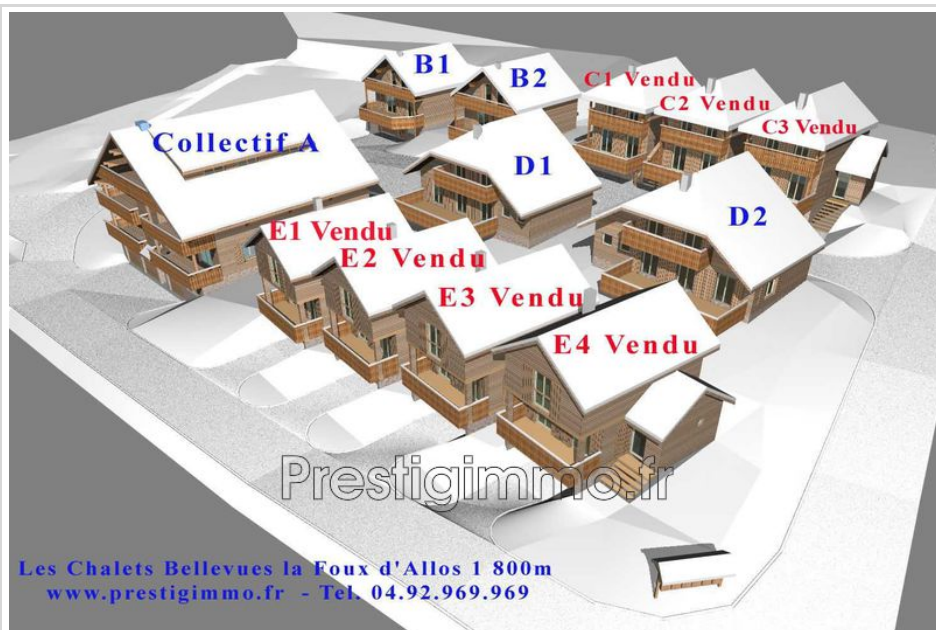 B1
B2
C1 Vendu
C2 Vendu
C3 Vendu
Collectif A
D1
D2
E1 Vendu
E2 Vendu
E3 Vendu
E4 Vendu
Prestigimmo.fr
Les Chalets Bellevues la Foux d'Allos 1 800m
www.prestigimmo.fr - Tel. 04.92.969.969